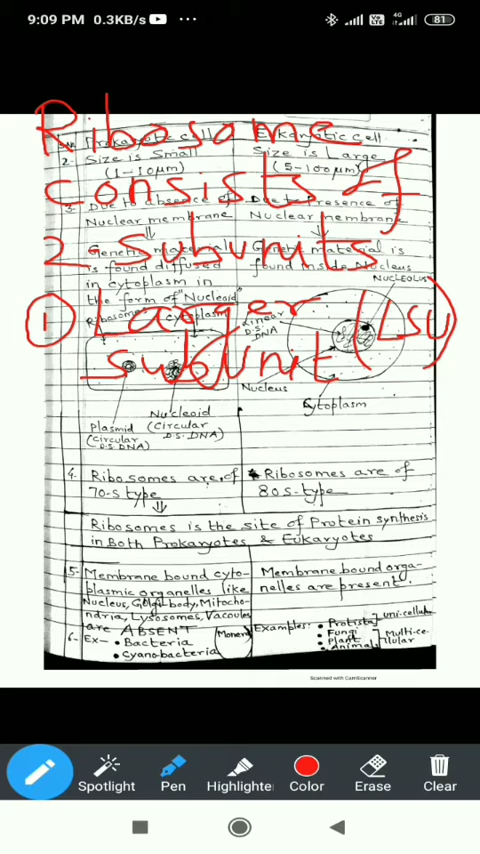 9:09 PM 0.3KB/s ... 4G 81
Ribosome
consists of
2 subunits
① Larger (LSU)
subunit
Prokaryotic cell Eukaryotic cell
2. Size is Small Size is Large
(1-10μm) (5-100μm)
3. Due to absence of Due to presence of
Nuclear membrane Nuclear membrane
Genetic material Genetic material is
is found diffused found inside Nucleus
in cytoplasm in
the form of "Nucleoid"
NUCLEOLUS
Ribosome cytoplasm
Linear
D.S.
DNA
Nucleus
Cytoplasm
Nucleoid
Plasmid (Circular
(Circular D.S. DNA)
D.S. DNA)
4. Ribosomes are of Ribosomes are of
70-S type 80S-type
Ribosomes is the site of Protein synthesis
in Both Prokaryotes & Eukaryotes
5- Membrane bound cyto- Membrane bound orga-
plasmic organelles like nelles are present.
Nucleus, Golgi body, Mitocho-
ndria, Lysosomes, Vacuoles
are ABSENT
6- Ex- • Bacteria Monera Examples: • Protista uni-cellular
• Cyanobacteria • Fungi Multi-ce-
• Plant llular
• Animals
Scanned with CamScanner
Spotlight Pen Highlighte Color Erase Clear